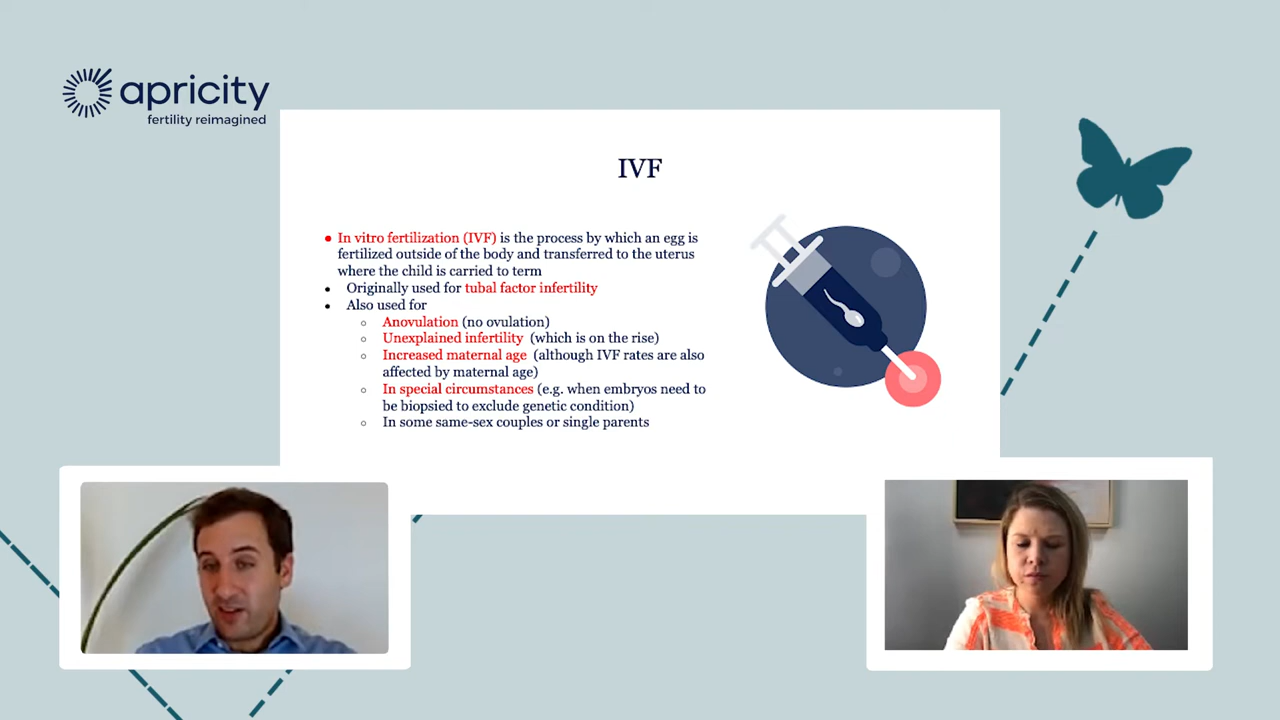 apricity
fertility reimagined
IVF
• In vitro fertilization (IVF) is the process by which an egg is
fertilized outside of the body and transferred to the uterus
where the child is carried to term
• Originally used for tubal factor infertility
• Also used for
○ Anovulation (no ovulation)
○ Unexplained infertility (which is on the rise)
○ Increased maternal age (although IVF rates are also
affected by maternal age)
○ In special circumstances (e.g. when embryos need to
be biopsied to exclude genetic condition)
○ In some same-sex couples or single parents